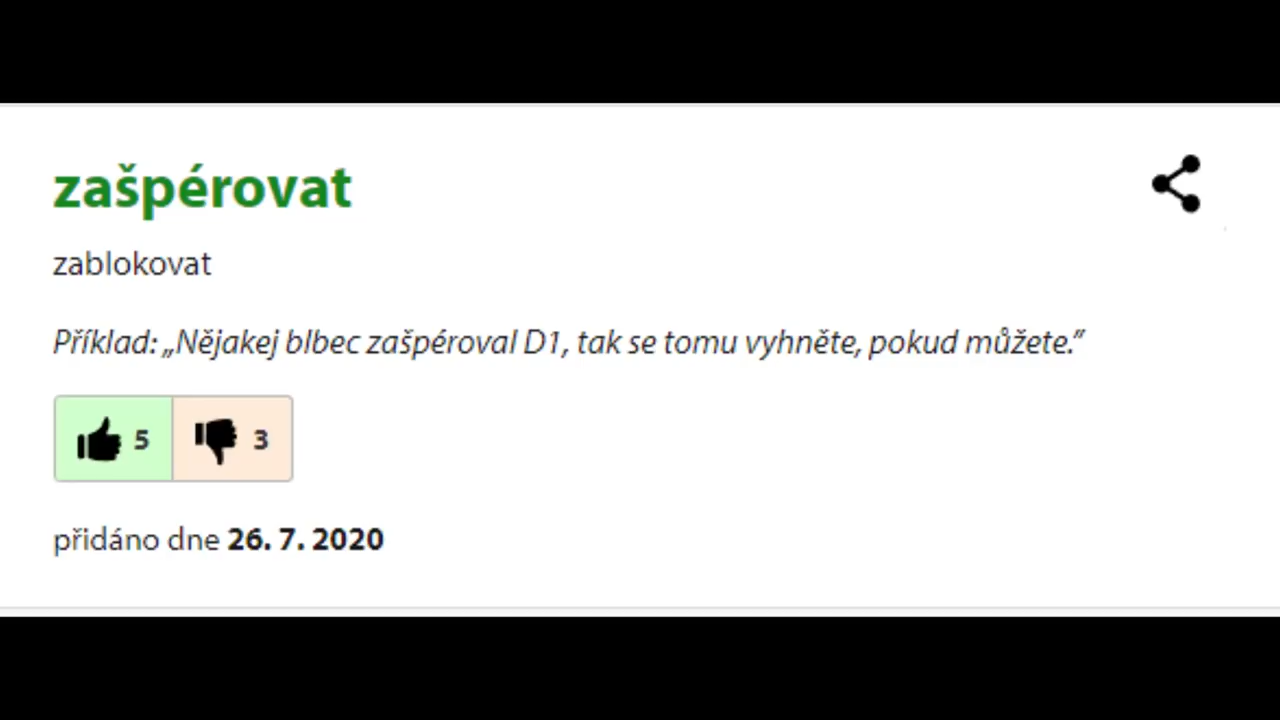 zašpérovat
zablokovat
Příklad: „Nějakej blbec zašpéroval D1, tak se tomu vyhněte, pokud můžete.”
5 3
přidáno dne 26. 7. 2020